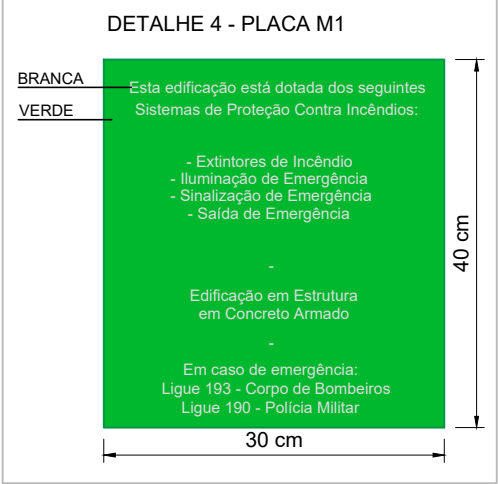 DETALHE 4 - PLACA M1
BRANCA
Esta edificação está dotada dos seguintes
VERDE
Sistemas de Proteção Contra Incêndios:
- Extintores de Incêndio
- Iluminação de Emergência
- Sinalização de Emergência
- Saída de Emergência
-
Edificação em Estrutura
em Concreto Armado
-
Em caso de emergência:
Ligue 193 - Corpo de Bombeiros
Ligue 190 - Polícia Militar
40 cm
30 cm